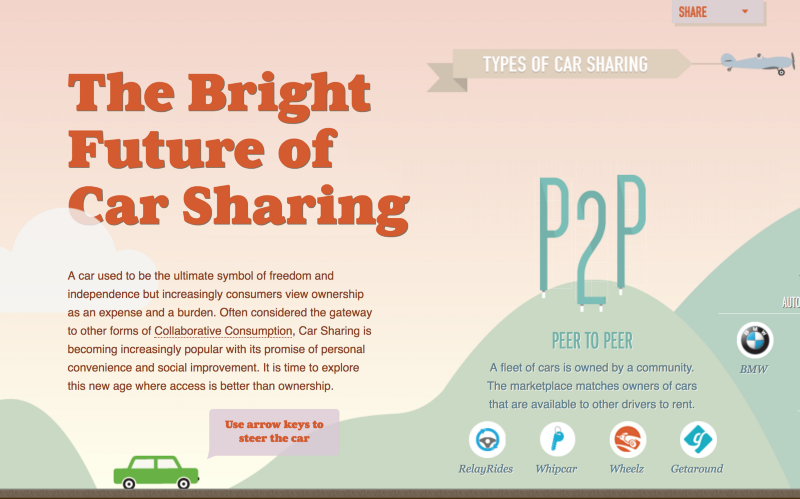 SHARE
TYPES OF CAR SHARING
The Bright
Future of
Car Sharing
A car used to be the ultimate symbol of freedom and
independence but increasingly consumers view ownership
as an expense and a burden. Often considered the gateway
to other forms of Collaborative Consumption, Car Sharing is
becoming increasingly popular with its promise of personal
convenience and social improvement. It is time to explore
this new age where access is better than ownership.
Use arrow keys to
steer the car
P2P
PEER TO PEER
A fleet of cars is owned by a community.
The marketplace matches owners of cars
that are available to other drivers to rent.
RelayRides
Whipcar
Wheelz
Getaround
BMW